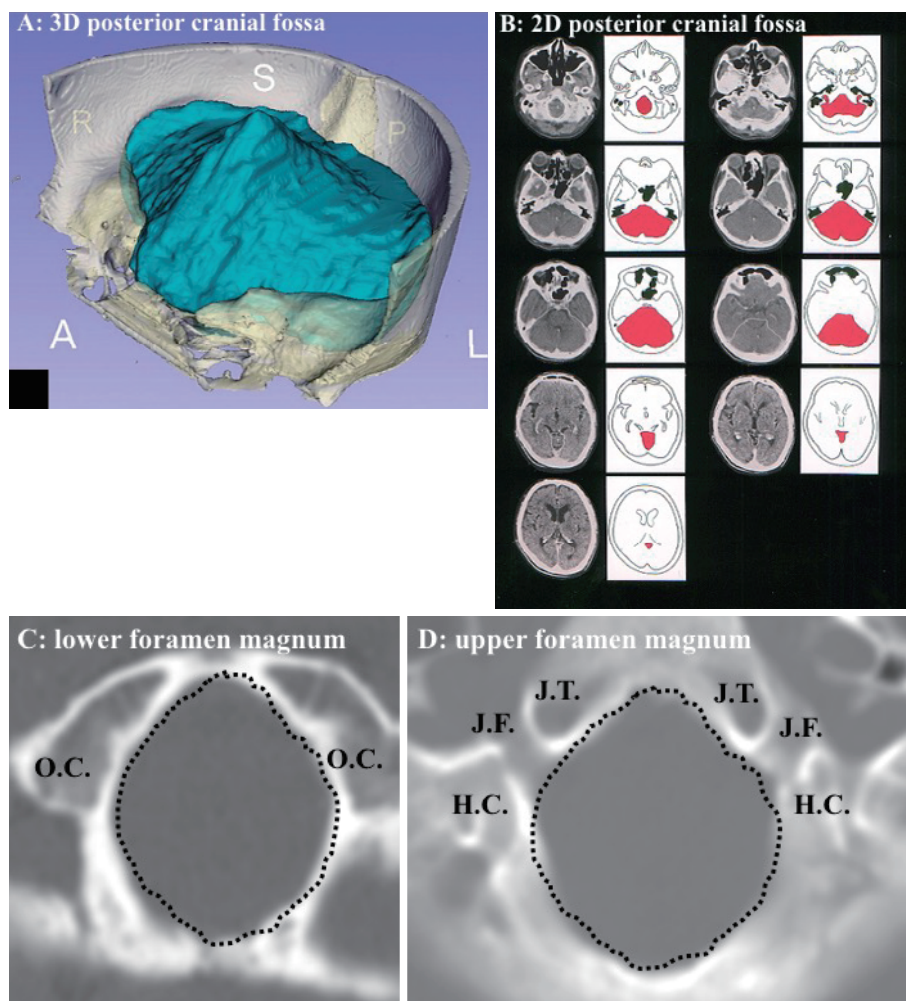 A: 3D posterior cranial fossa
S
R
P
A
L
B: 2D posterior cranial fossa
C: lower foramen magnum
O.C.
O.C.
D: upper foramen magnum
J.T.
J.T.
J.F.
J.F.
H.C.
H.C.